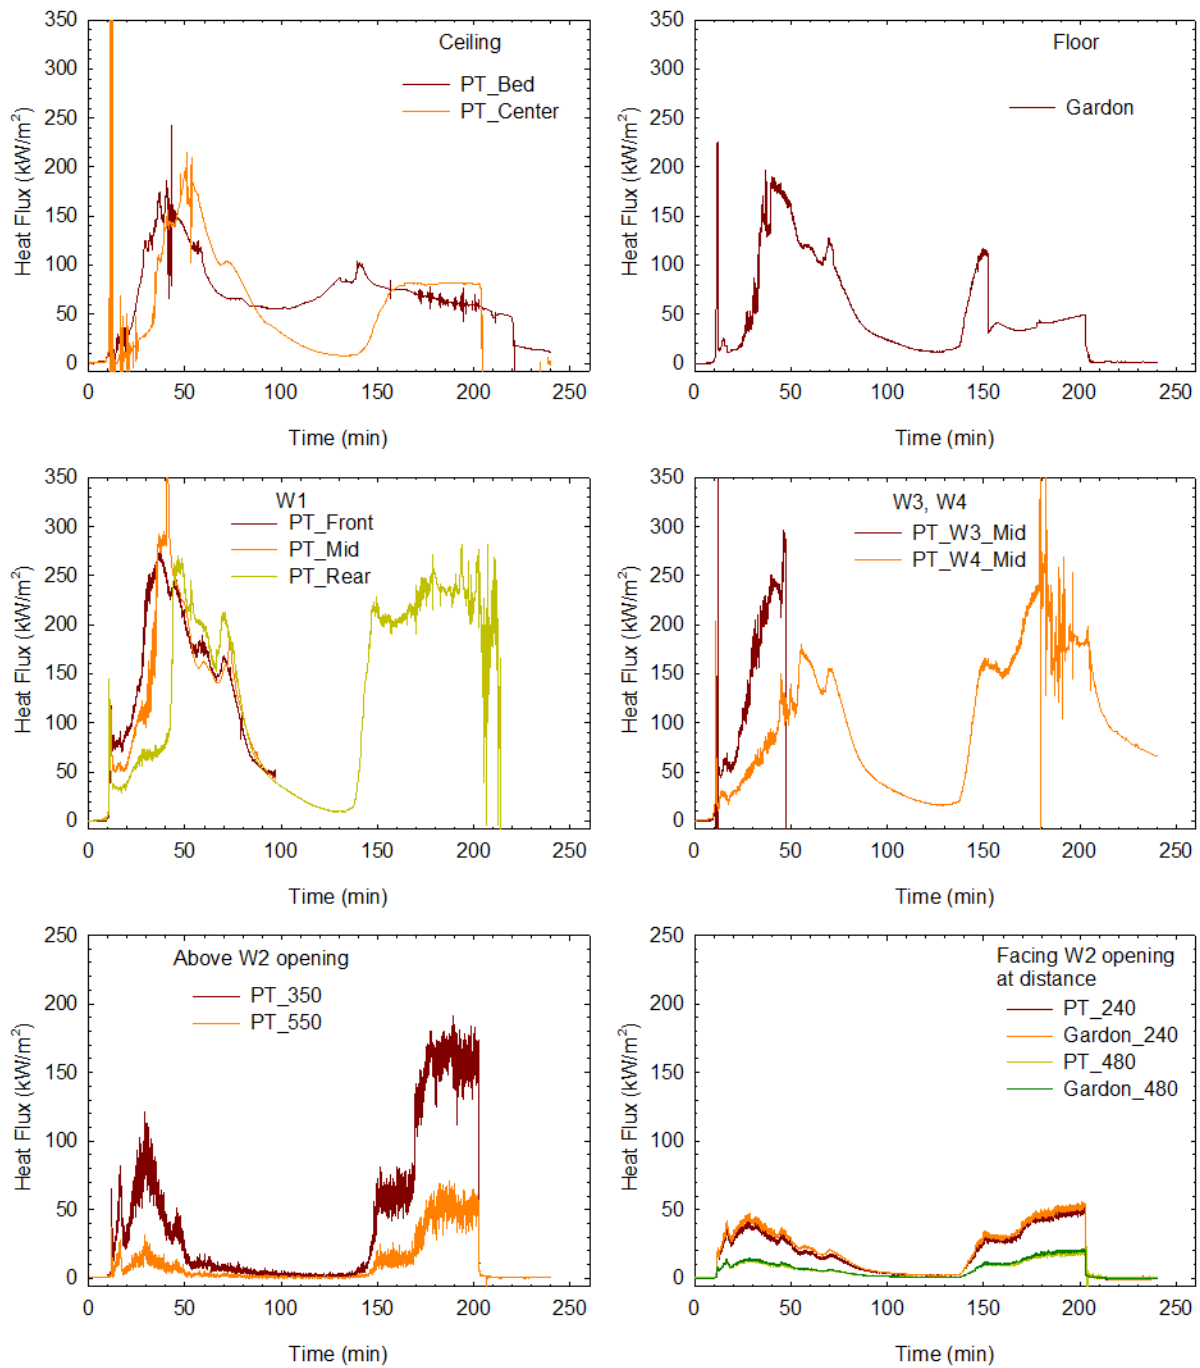 350
300
250
200
150
100
50
0
Heat Flux (kW/m²)
Ceiling
PT_Bed
PT_Center
0 50 100 150 200 250
Time (min)
350
300
250
200
150
100
50
0
Heat Flux (kW/m²)
Floor
Gardon
0 50 100 150 200 250
Time (min)
350
300
250
200
150
100
50
0
Heat Flux (kW/m²)
W1
PT_Front
PT_Mid
PT_Rear
0 50 100 150 200 250
Time (min)
350
300
250
200
150
100
50
0
Heat Flux (kW/m²)
W3, W4
PT_W3_Mid
PT_W4_Mid
0 50 100 150 200 250
Time (min)
250
200
150
100
50
0
Heat Flux (kW/m²)
Above W2 opening
PT_350
PT_550
0 50 100 150 200 250
Time (min)
250
200
150
100
50
0
Heat Flux (kW/m²)
Facing W2 opening
at distance
PT_240
Gardon_240
PT_480
Gardon_480
0 50 100 150 200 250
Time (min)